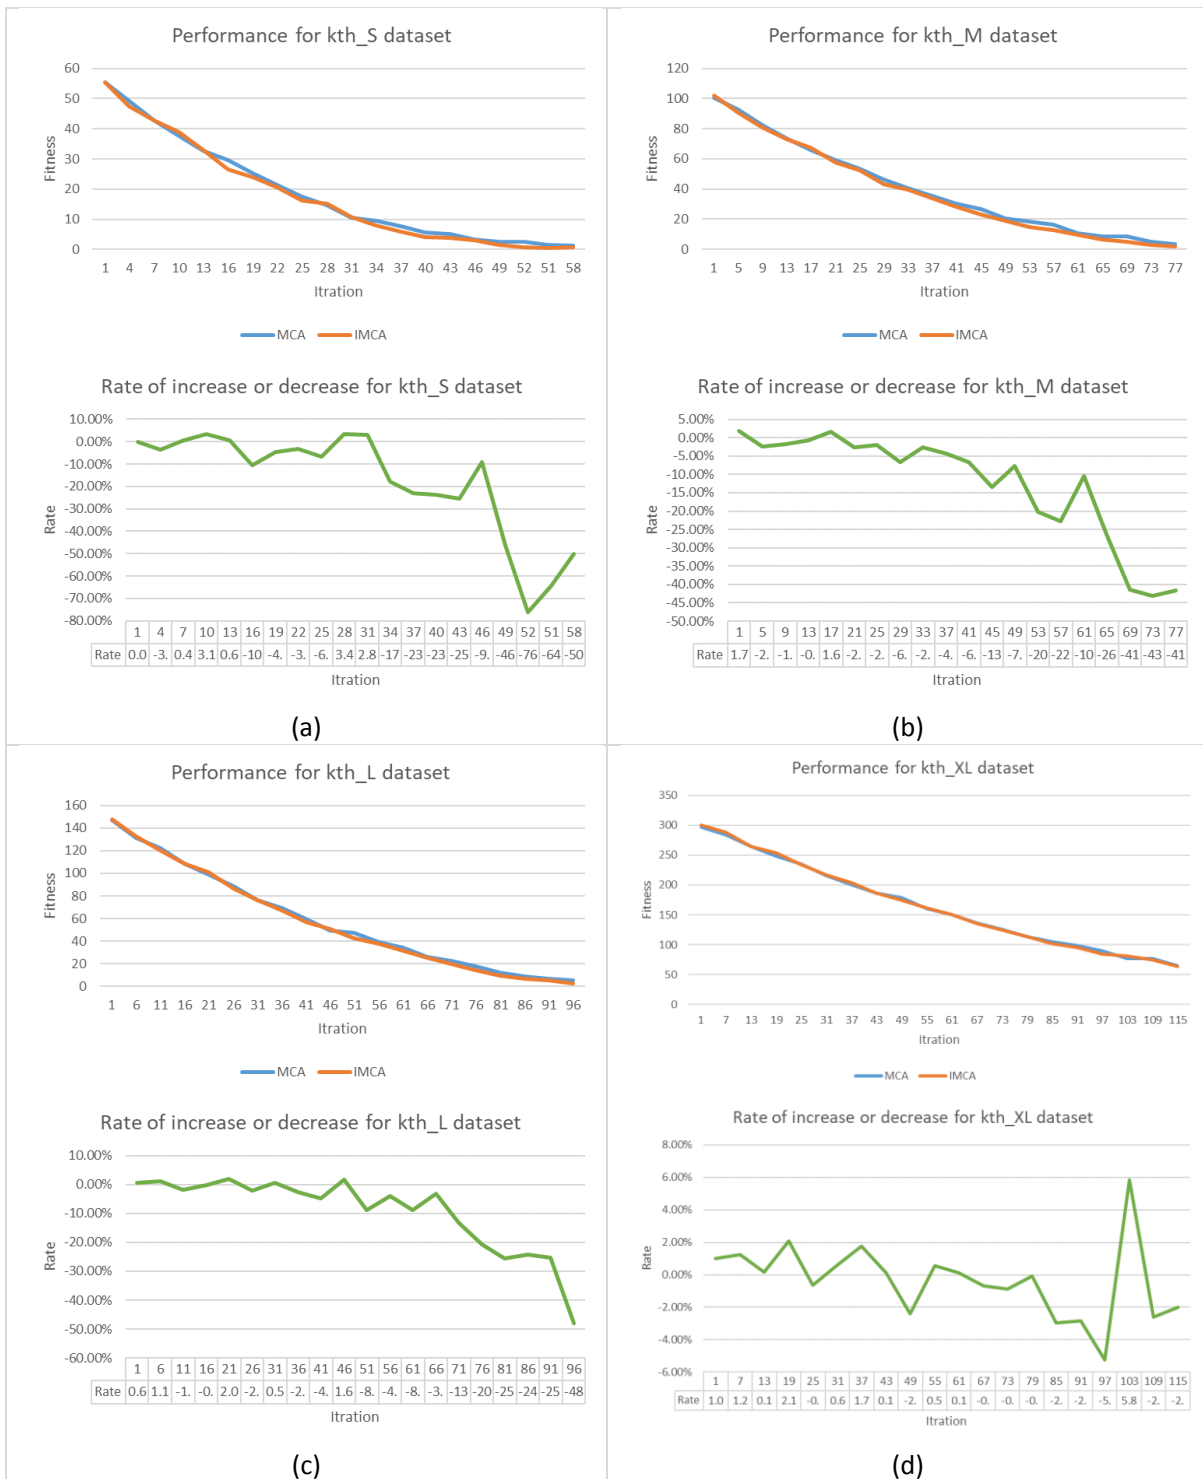 Performance for kth_S dataset
60
50
40
30
20
10
0
Fitness
1 4 7 10 13 16 19 22 25 28 31 34 37 40 43 46 49 52 51 58
Itration
MCA IMCA
Rate of increase or decrease for kth_S dataset
10.00%
0.00%
-10.00%
-20.00%
-30.00%
-40.00%
-50.00%
-60.00%
-70.00%
-80.00%
Rate
1 4 7 10 13 16 19 22 25 28 31 34 37 40 43 46 49 52 51 58
Rate 0.0 -3. 0.4 3.1 0.6 -10 -4. -3. -6. 3.4 2.8 -17 -23 -23 -25 -9. -46 -76 -64 -50
Itration
(a)
Performance for kth_M dataset
120
100
80
60
40
20
0
Fitness
1 5 9 13 17 21 25 29 33 37 41 45 49 53 57 61 65 69 73 77
Itration
MCA IMCA
Rate of increase or decrease for kth_M dataset
5.00%
0.00%
-5.00%
-10.00%
-15.00%
-20.00%
-25.00%
-30.00%
-35.00%
-40.00%
-45.00%
-50.00%
Rate
1 5 9 13 17 21 25 29 33 37 41 45 49 53 57 61 65 69 73 77
Rate 1.7 -2. -1. -0. 1.6 -2. -2. -6. -2. -4. -6. -13 -7. -20 -22 -10 -26 -41 -43 -41
Itration
(b)
Performance for kth_L dataset
160
140
120
100
80
60
40
20
0
Fitness
1 6 11 16 21 26 31 36 41 46 51 56 61 66 71 76 81 86 91 96
Itration
MCA IMCA
Rate of increase or decrease for kth_L dataset
10.00%
0.00%
-10.00%
-20.00%
-30.00%
-40.00%
-50.00%
-60.00%
Rate
1 6 11 16 21 26 31 36 41 46 51 56 61 66 71 76 81 86 91 96
Rate 0.6 1.1 -1. -0. 2.0 -2. 0.5 -2. -4. 1.6 -8. -4. -8. -3. -13 -20 -25 -24 -25 -48
Itration
(c)
Performance for kth_XL dataset
350
300
250
200
150
100
50
0
Fitness
1 7 13 19 25 31 37 43 49 55 61 67 73 79 85 91 97 103 109 115
Itration
MCA IMCA
Rate of increase or decrease for kth_XL dataset
8.00%
6.00%
4.00%
2.00%
0.00%
-2.00%
-4.00%
-6.00%
Rate
1 7 13 19 25 31 37 43 49 55 61 67 73 79 85 91 97 103 109 115
Rate 1.0 1.2 0.1 2.1 -0. 0.6 1.7 0.1 -2. 0.5 0.1 -0. -0. -0. -2. -2. -5. 5.8 -2. -2.
Itration
(d)